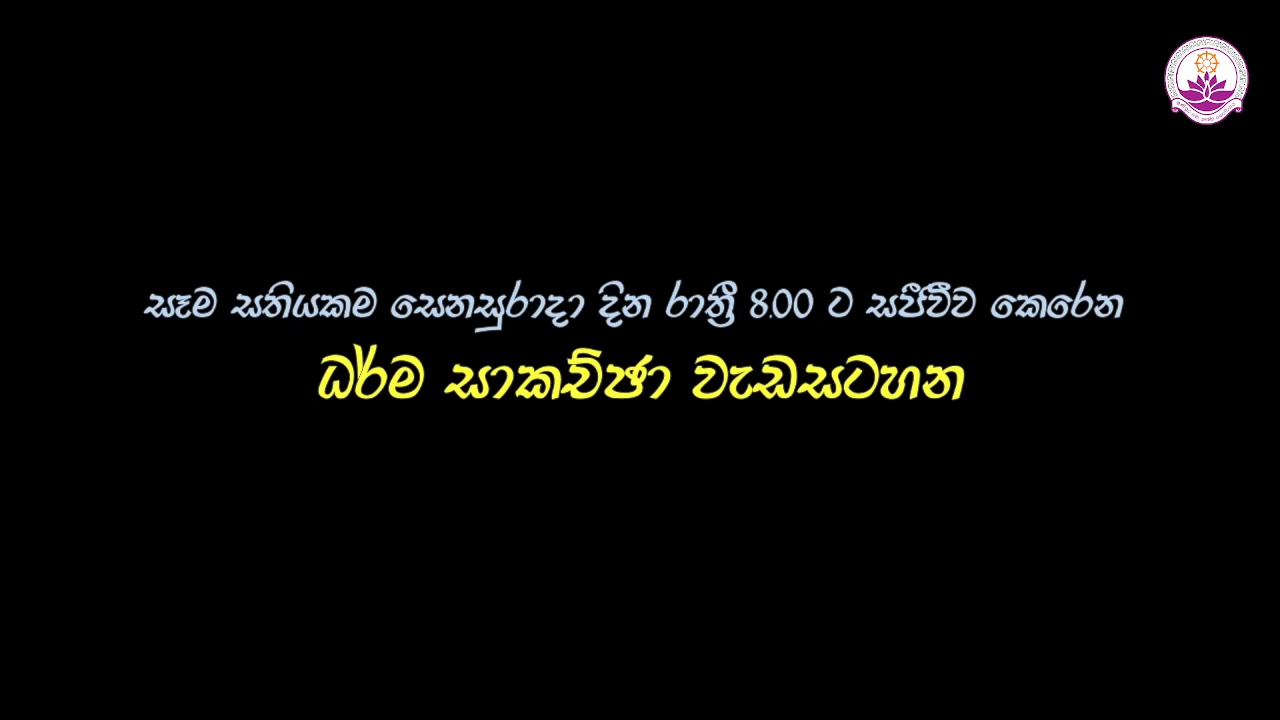 සෑම සතියකම සෙනසුරාදා දින රාත්‍රී 8.00 ට සජීවීව කෙරෙන
ධර්ම සාකච්ඡා වැඩසටහන